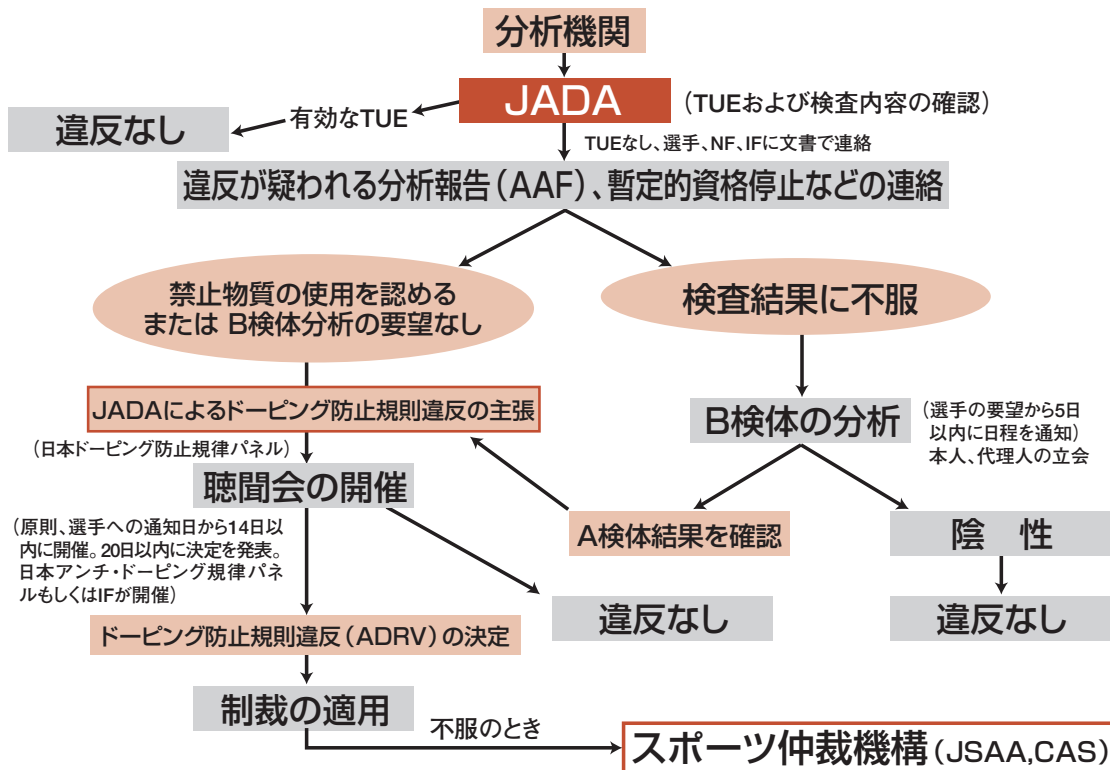 分析機関
JADA
(TUEおよび検査内容の確認)
有効なTUE
違反なし
TUEなし、選手、NF、IFに文書で連絡
違反が疑われる分析報告(AAF)、暫定的資格停止などの連絡
禁止物質の使用を認める
または B検体分析の要望なし
検査結果に不服
JADAによるドーピング防止規則違反の主張
B検体の分析
(選手の要望から5日
以内に日程を通知)
本人、代理人の立会
(日本ドーピング防止規律パネル)
聴聞会の開催
(原則、選手への通知日から14日以
内に開催。20日以内に決定を発表。
日本アンチ・ドーピング規律パネ
ルもしくはIFが開催)
A検体結果を確認
陰 性
違反なし
違反なし
ドーピング防止規則違反(ADRV)の決定
制裁の適用
不服のとき
スポーツ仲裁機構(JSAA,CAS)